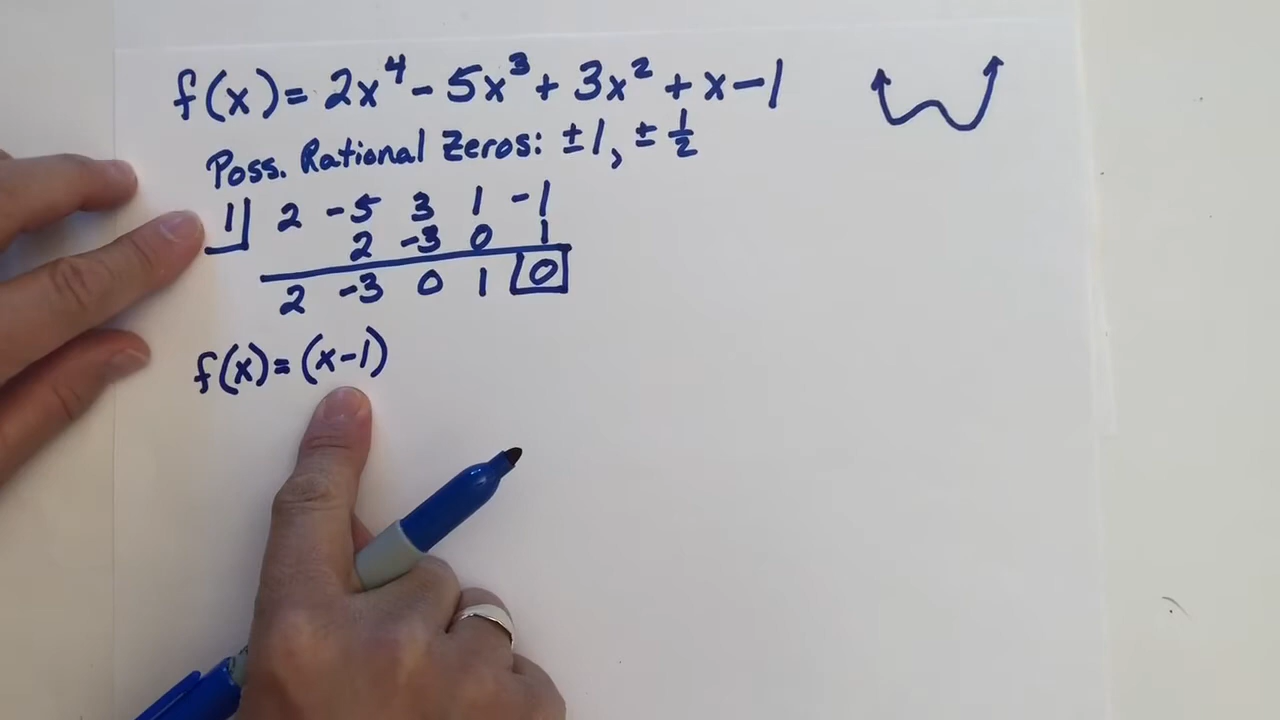 f(x) = 2x⁴ - 5x³ + 3x² + x - 1
Poss. Rational Zeros: ±1, ± 1/2
1 2 -5 3 1 -1
2 -3 0 1
2 -3 0 1 0
f(x) = (x-1)